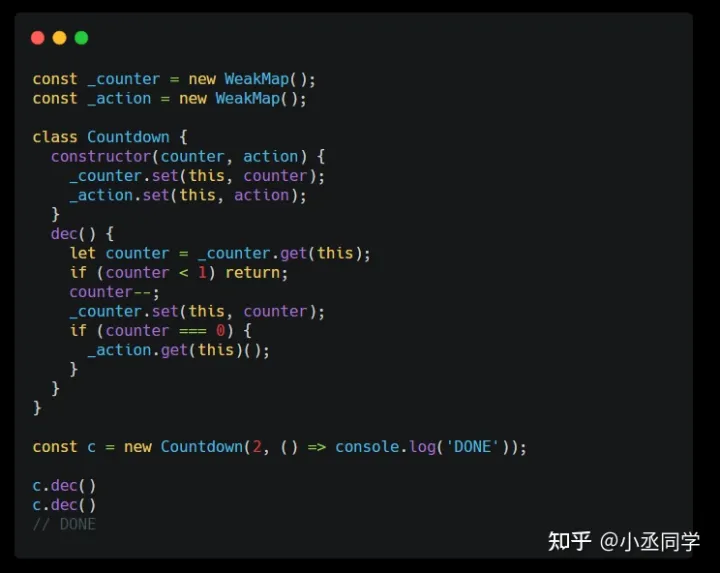 const _counter = new WeakMap();
const _action = new WeakMap();
class Countdown {
constructor(counter, action) {
_counter.set(this, counter);
_action.set(this, action);
}
dec() {
let counter = _counter.get(this);
if (counter < 1) return;
counter--;
_counter.set(this, counter);
if (counter === 0) {
_action.get(this)();
}
}
}
const c = new Countdown(2, () => console.log('DONE'));
c.dec()
c.dec()
// DONE
知乎 @小丞同学